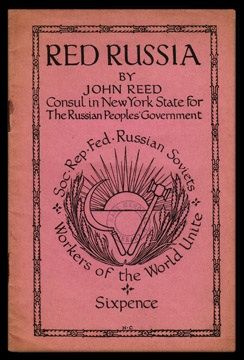 RED RUSSIA
BY
JOHN REED
Consul in New York State for
The Russian Peoples' Government
Soc·Rep·Fed·Russian Soviets
Workers of the World Unite
Sixpence
H·C·